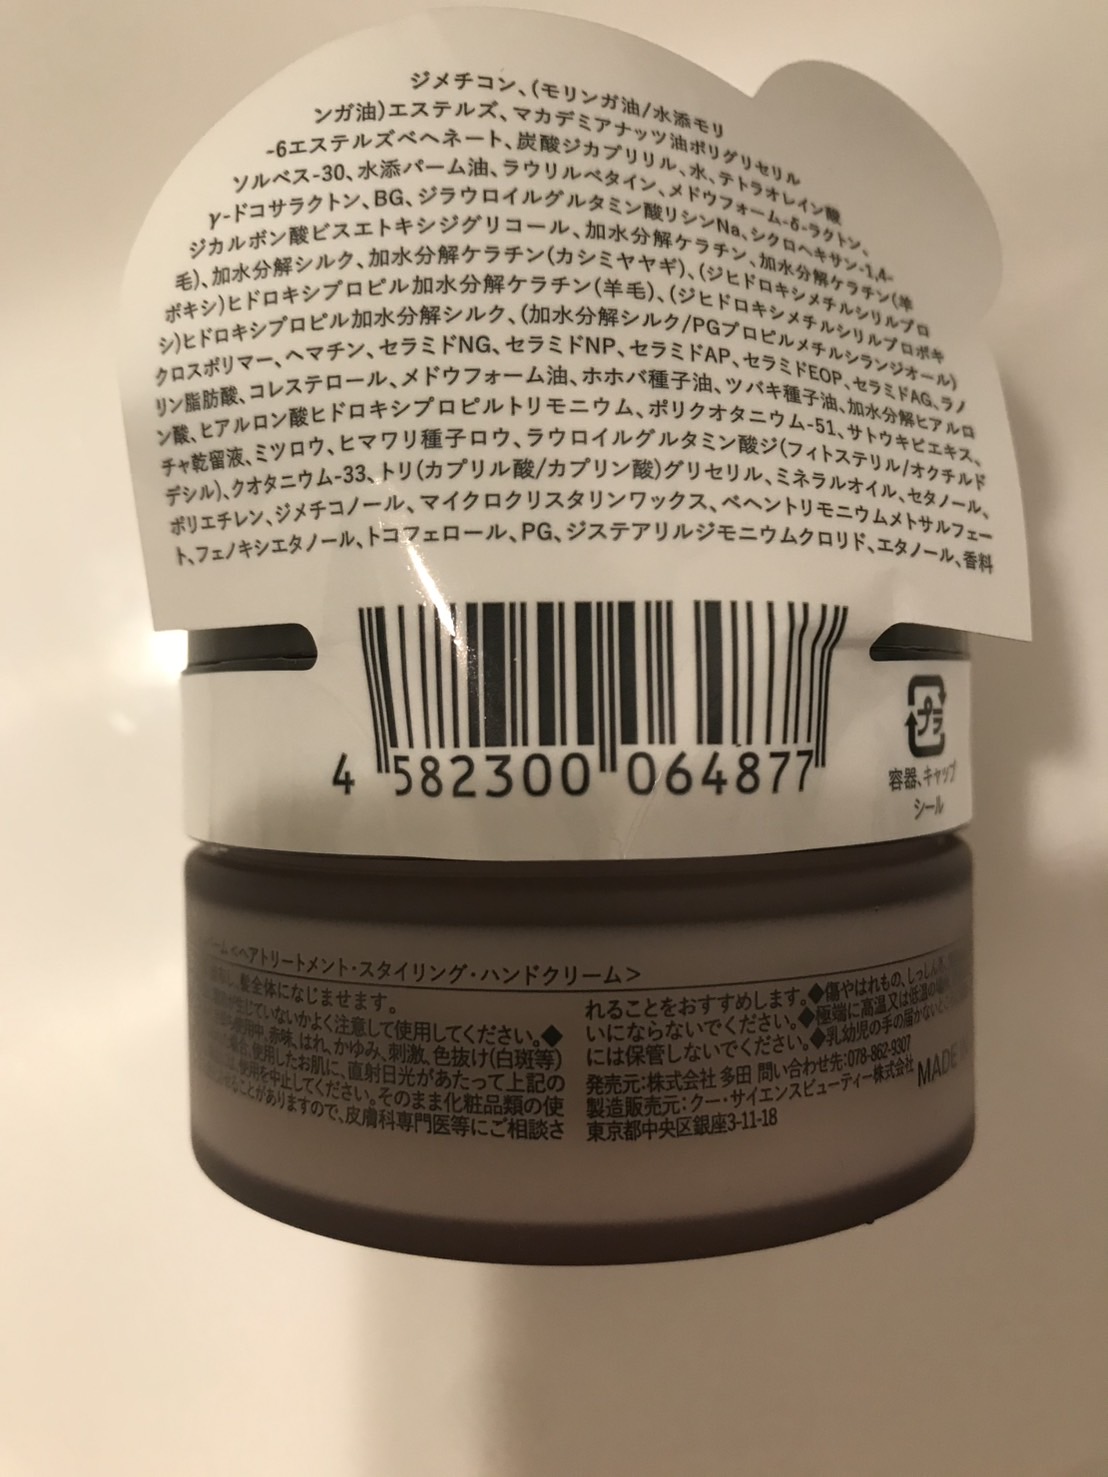 ジメチコン、(モリンガ油/水添モリ
ンガ油)エステルズ、マカデミアナッツ油ポリグリセリル
-6エステルズベヘネート、炭酸ジカプリリル、水、テトラオレイン酸
ソルベス-30、水添パーム油、ラウリルベタイン、メドウフォーム-δ-ラクトン、
γ-ドコサラクトン、BG、ジラウロイルグルタミン酸リシンNa、シクロヘキサン-1,4-
ジカルボン酸ビスエトキシジグリコール、加水分解ケラチン、加水分解ケラチン(羊
毛)、加水分解シルク、加水分解ケラチン(カシミヤヤギ)、(ジヒドロキシメチルシリルプロ
ポキシ)ヒドロキシプロピル加水分解ケラチン(羊毛)、(ジヒドロキシメチルシリルプロポキ
シ)ヒドロキシプロピル加水分解シルク、(加水分解シルク/PGプロピルメチルシランジオール)
クロスポリマー、ヘマチン、セラミドNG、セラミドNP、セラミドAP、セラミドEOP、セラミドAG、ラノ
リン脂肪酸、コレステロール、メドウフォーム油、ホホバ種子油、ツバキ種子油、加水分解ヒアルロ
ン酸、ヒアルロン酸ヒドロキシプロピルトリモニウム、ポリクオタニウム-51、サトウキビエキス、
チャ乾留液、ミツロウ、ヒマワリ種子ロウ、ラウロイルグルタミン酸ジ(フィトステリル/オクチルド
デシル)、クオタニウム-33、トリ(カプリル酸/カプリン酸)グリセリル、ミネラルオイル、セタノール、
ポリエチレン、ジメチコノール、マイクロクリスタリンワックス、ベヘントリモニウムメトサルフェー
ト、フェノキシエタノール、トコフェロール、PG、ジステアリルジモニウムクロリド、エタノール、香料
4 582300 064877
プラ
容器、キャップ
シール
ーム<ヘアトリートメント・スタイリング・ハンドクリーム>
髪全体になじませます。
じていないかよく注意して使用してください。◆
使用中、赤味、はれ、かゆみ、刺激、色抜け(白斑等)
使用したお肌に、直射日光があたって上記の
使用を中止してください。そのまま化粧品類の使
ことがありますので、皮膚科専門医等にご相談さ
れることをおすすめします。◆傷やはれもの、しっしん等、
いにならないでください。◆極端に高温又は低温の場所、
には保管しないでください。◆乳幼児の手の届かない
発売元:株式会社 多田 問い合わせ先:078-862-9307
製造販売元:クー・サイエンスビューティー株式会社
東京都中央区銀座3-11-18
MADE